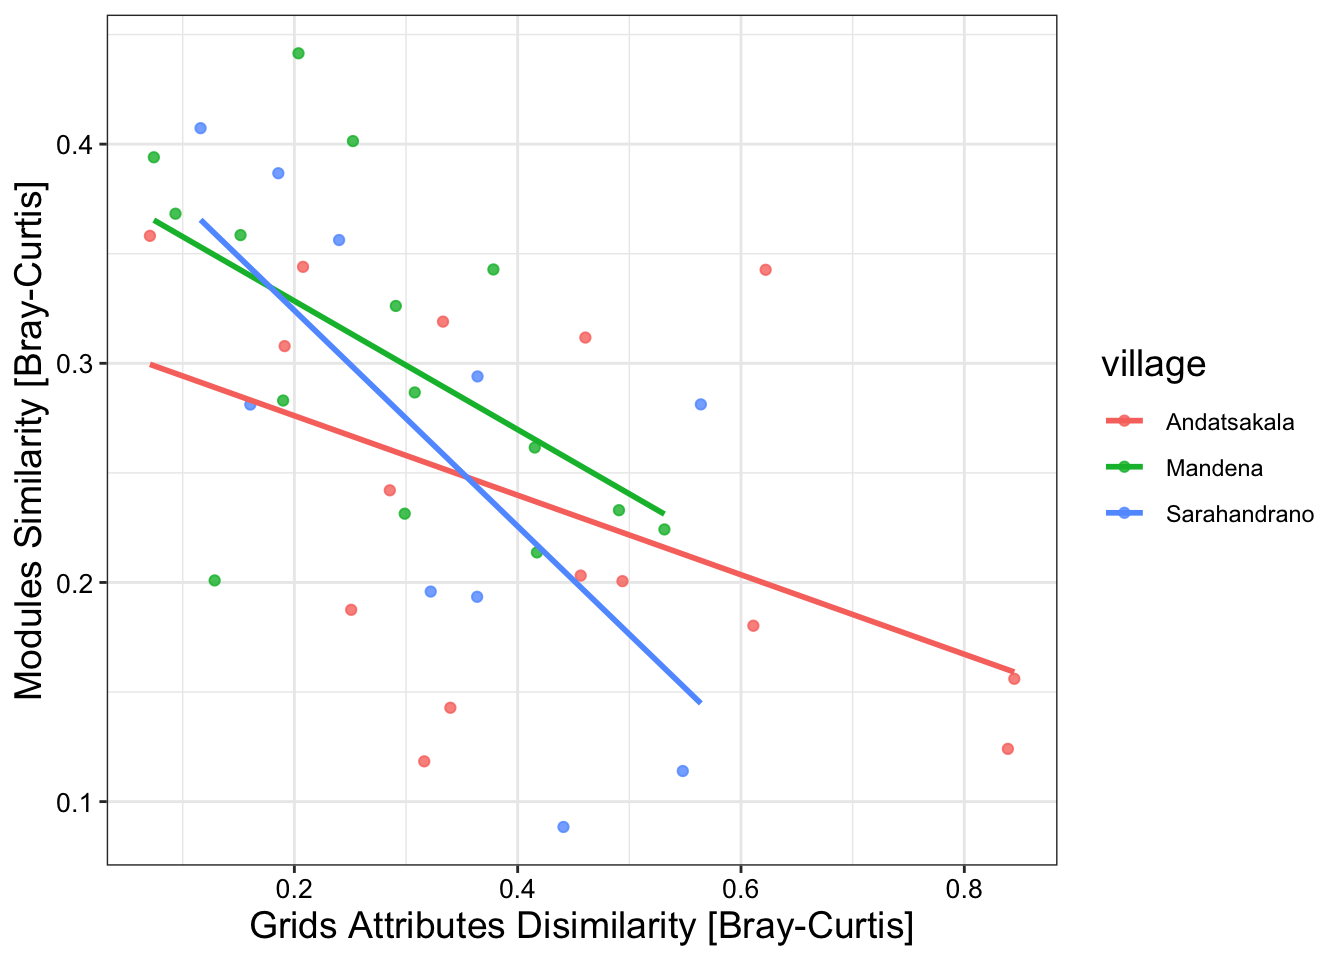 0.4
0.3
0.2
0.1
Modules Similarity [Bray-Curtis]
0.2 0.4 0.6 0.8
Grids Attributes Disimilarity [Bray-Curtis]
village
Andatsakala
Mandena
Sarahandrano